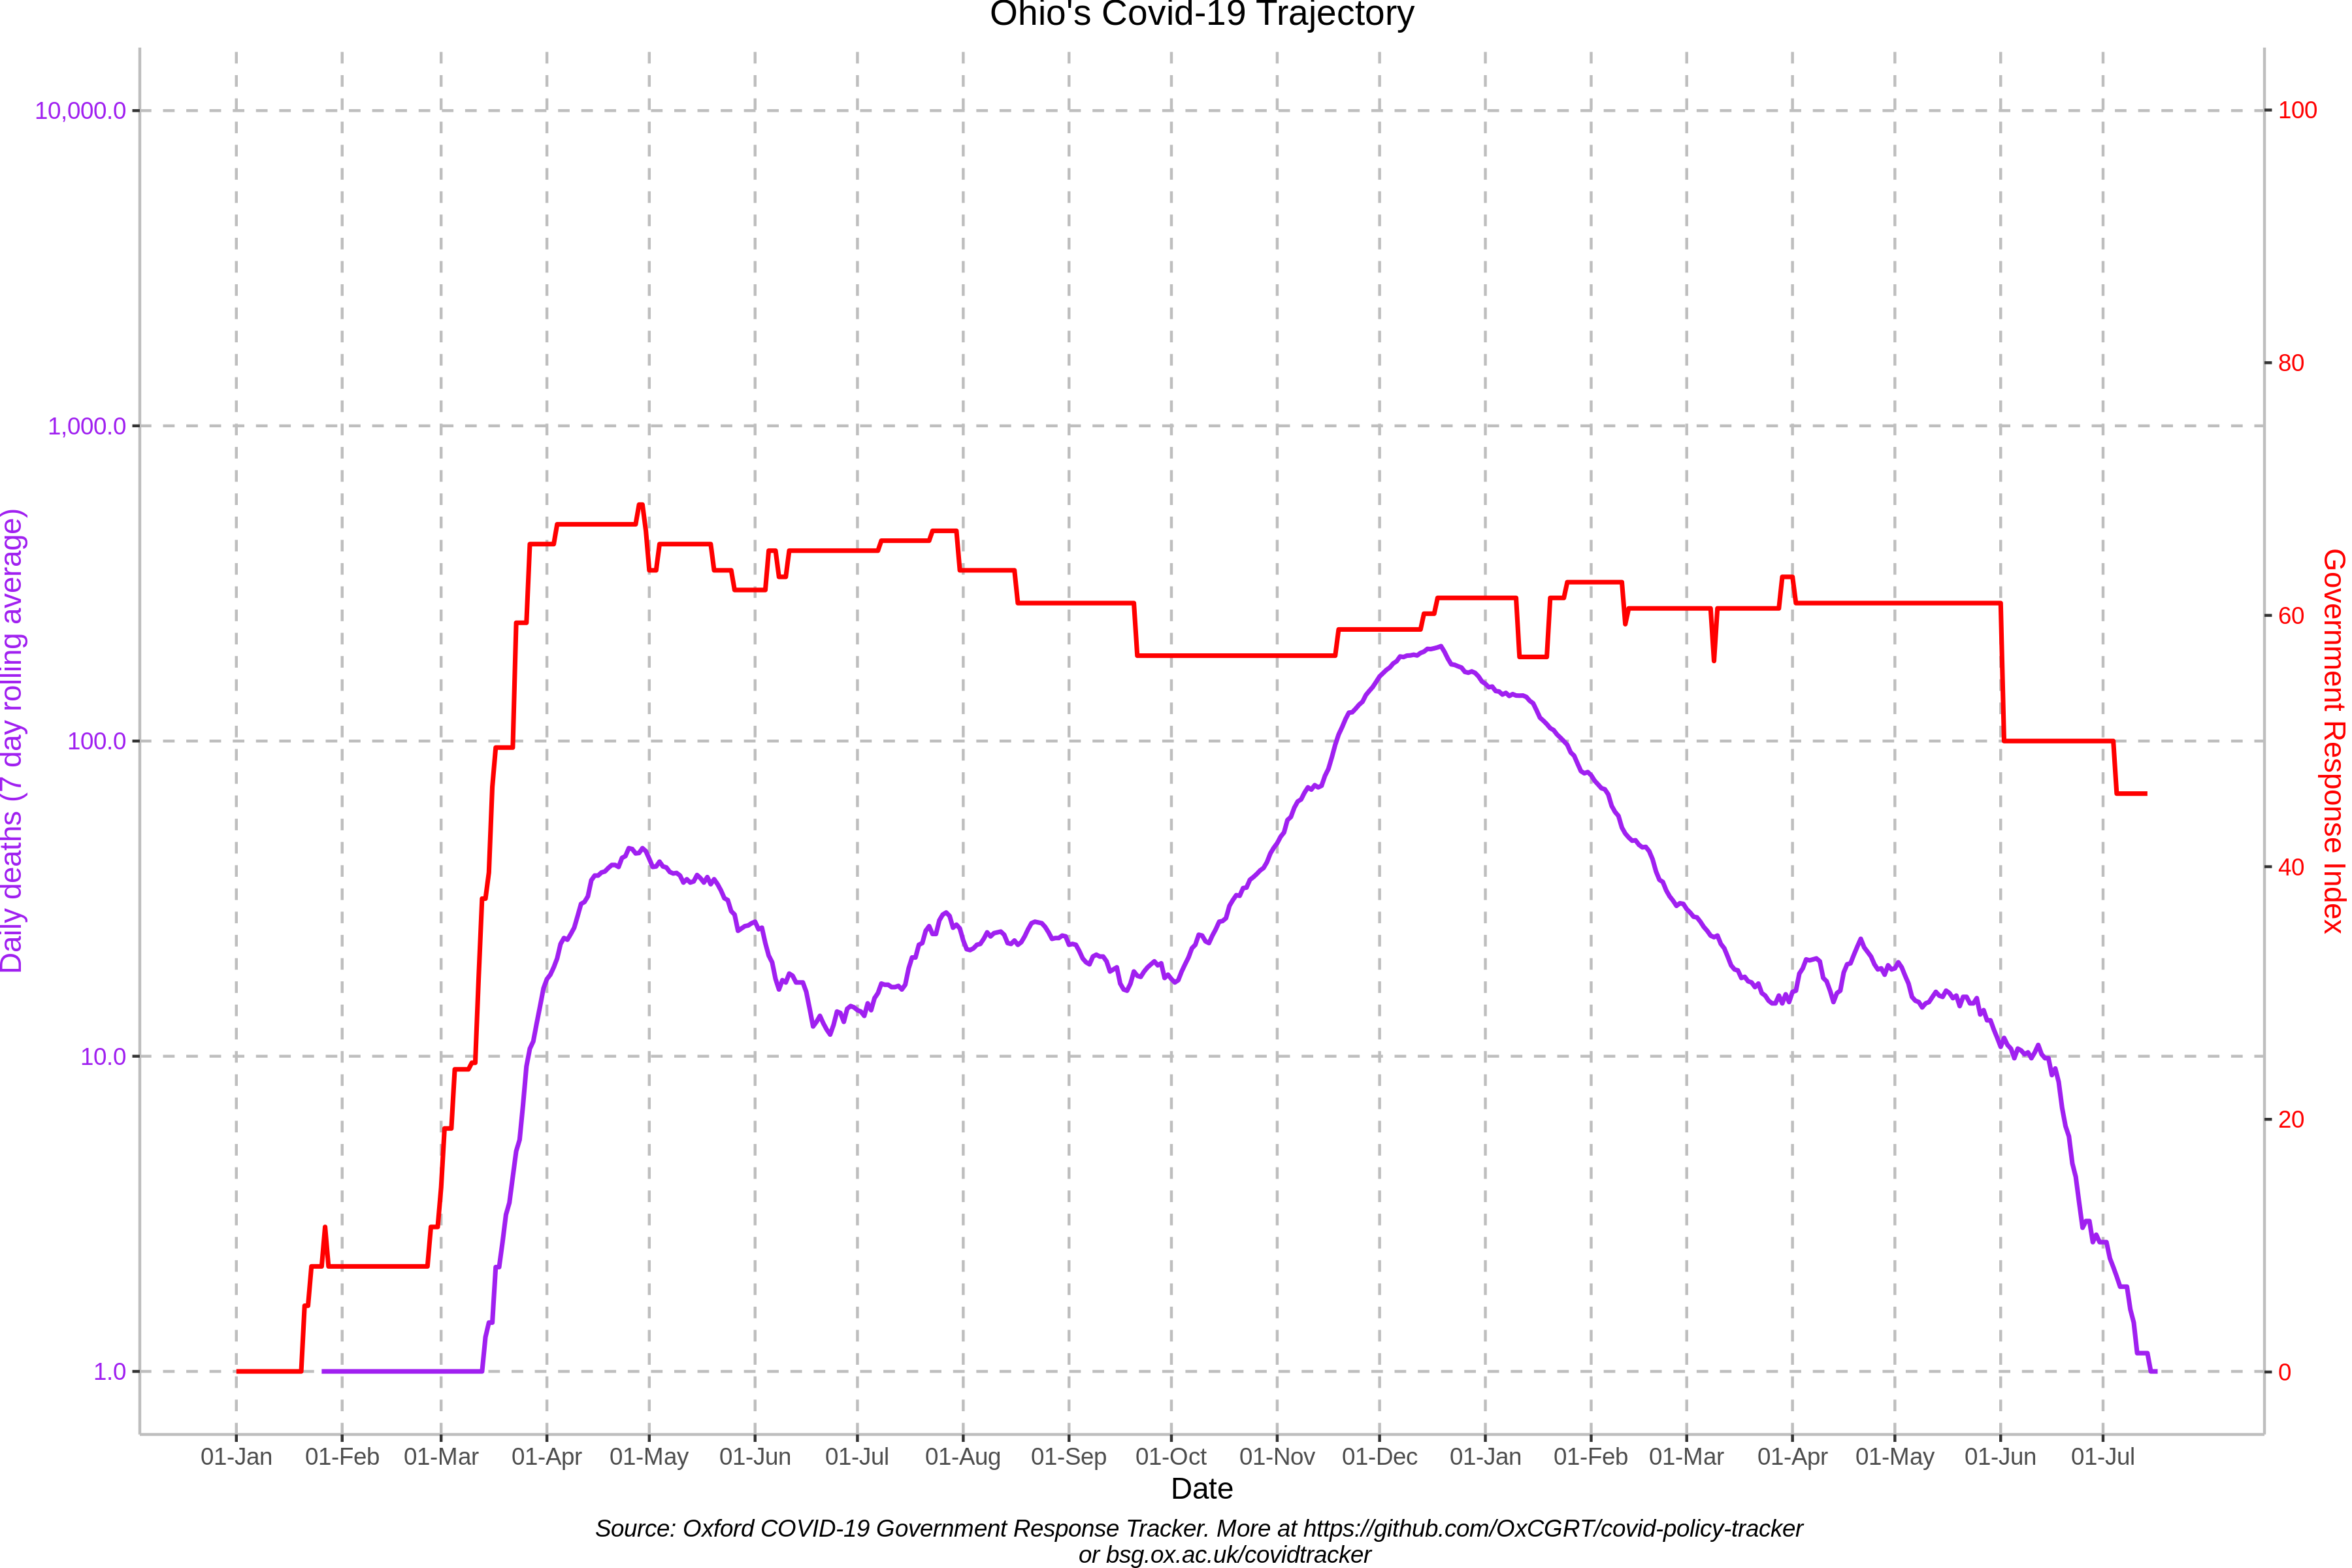 Ohio's Covid-19 Trajectory
10,000.0
1,000.0
100.0
10.0
1.0
Daily deaths (7 day rolling average)
100
80
60
40
20
0
Government Response Index
01-Jan 01-Feb 01-Mar 01-Apr 01-May 01-Jun 01-Jul 01-Aug 01-Sep 01-Oct 01-Nov 01-Dec 01-Jan 01-Feb 01-Mar 01-Apr 01-May 01-Jun 01-Jul
Date
Source: Oxford COVID-19 Government Response Tracker. More at https://github.com/OxCGRT/covid-policy-tracker
or bsg.ox.ac.uk/covidtracker